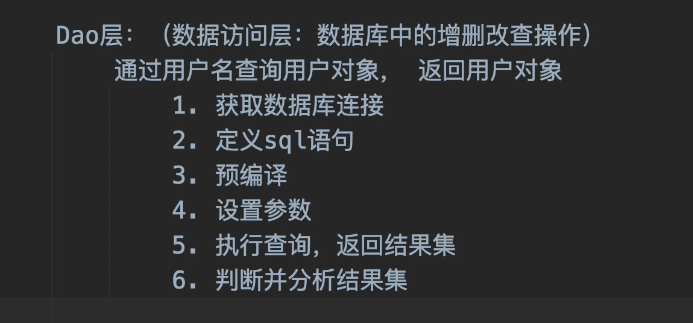 Dao层：（数据访问层：数据库中的增删改查操作）
通过用户名查询用户对象， 返回用户对象
1. 获取数据库连接
2. 定义sql语句
3. 预编译
4. 设置参数
5. 执行查询，返回结果集
6. 判断并分析结果集